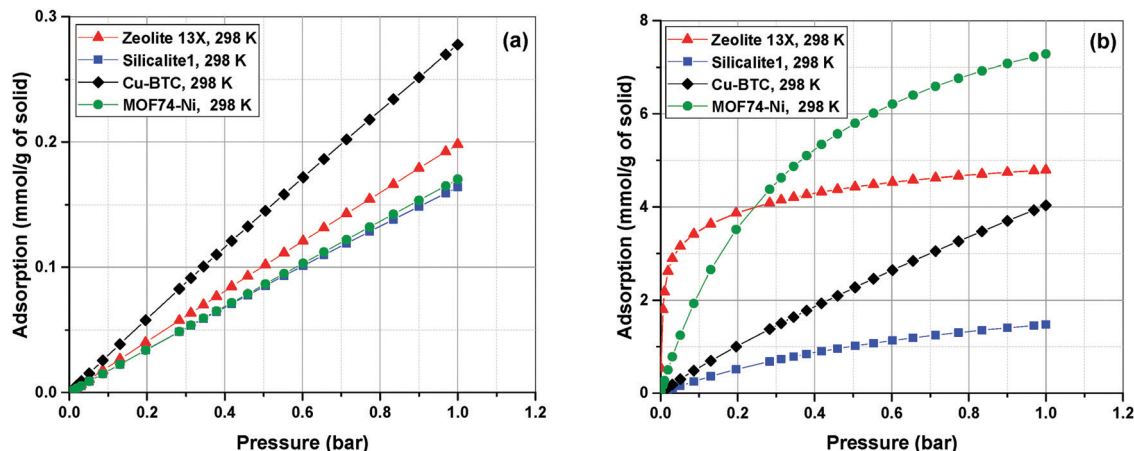 (a)
Zeolite 13X, 298 K
Silicalite1, 298 K
Cu-BTC, 298 K
MOF74-Ni, 298 K
0.3
0.2
0.1
0.0
Adsorption (mmol/g of solid)
0.0 0.2 0.4 0.6 0.8 1.0 1.2
Pressure (bar)
(b)
Zeolite 13X, 298 K
Silicalite1, 298 K
Cu-BTC, 298 K
MOF74-Ni, 298 K
8
6
4
2
0
Adsorption (mmol/g of solid)
0.0 0.2 0.4 0.6 0.8 1.0 1.2
Pressure (bar)